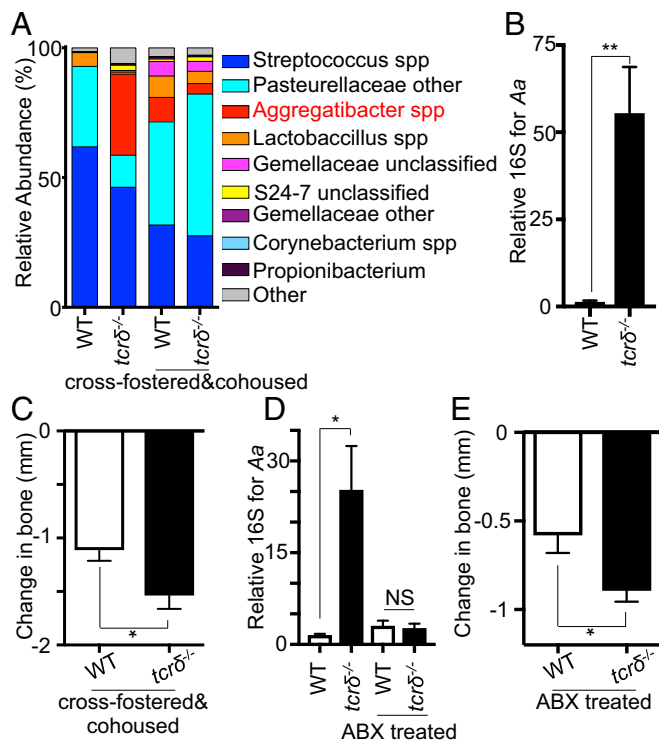 A
Relative Abundance (%)
100
50
0
WT
tcrδ-/-
WT
tcrδ-/-
cross-fostered&cohoused
Streptococcus spp
Pasteurellaceae other
Aggregatibacter spp
Lactobaccillus spp
Gemellaceae unclassified
S24-7 unclassified
Gemellaceae other
Corynebacterium spp
Propionibacterium
Other
B
Relative 16S for Aa
75
50
25
0
**
WT
tcrδ-/-
C
Change in bone (mm)
0
-1
-2
*
WT
tcrδ-/-
cross-fostered&
cohoused
D
Relative 16S for Aa
30
15
0
*
NS
WT
tcrδ-/-
WT
tcrδ-/-
ABX treated
E
Change in bone (mm)
0
-0.5
-1
*
WT
tcrδ-/-
ABX treated